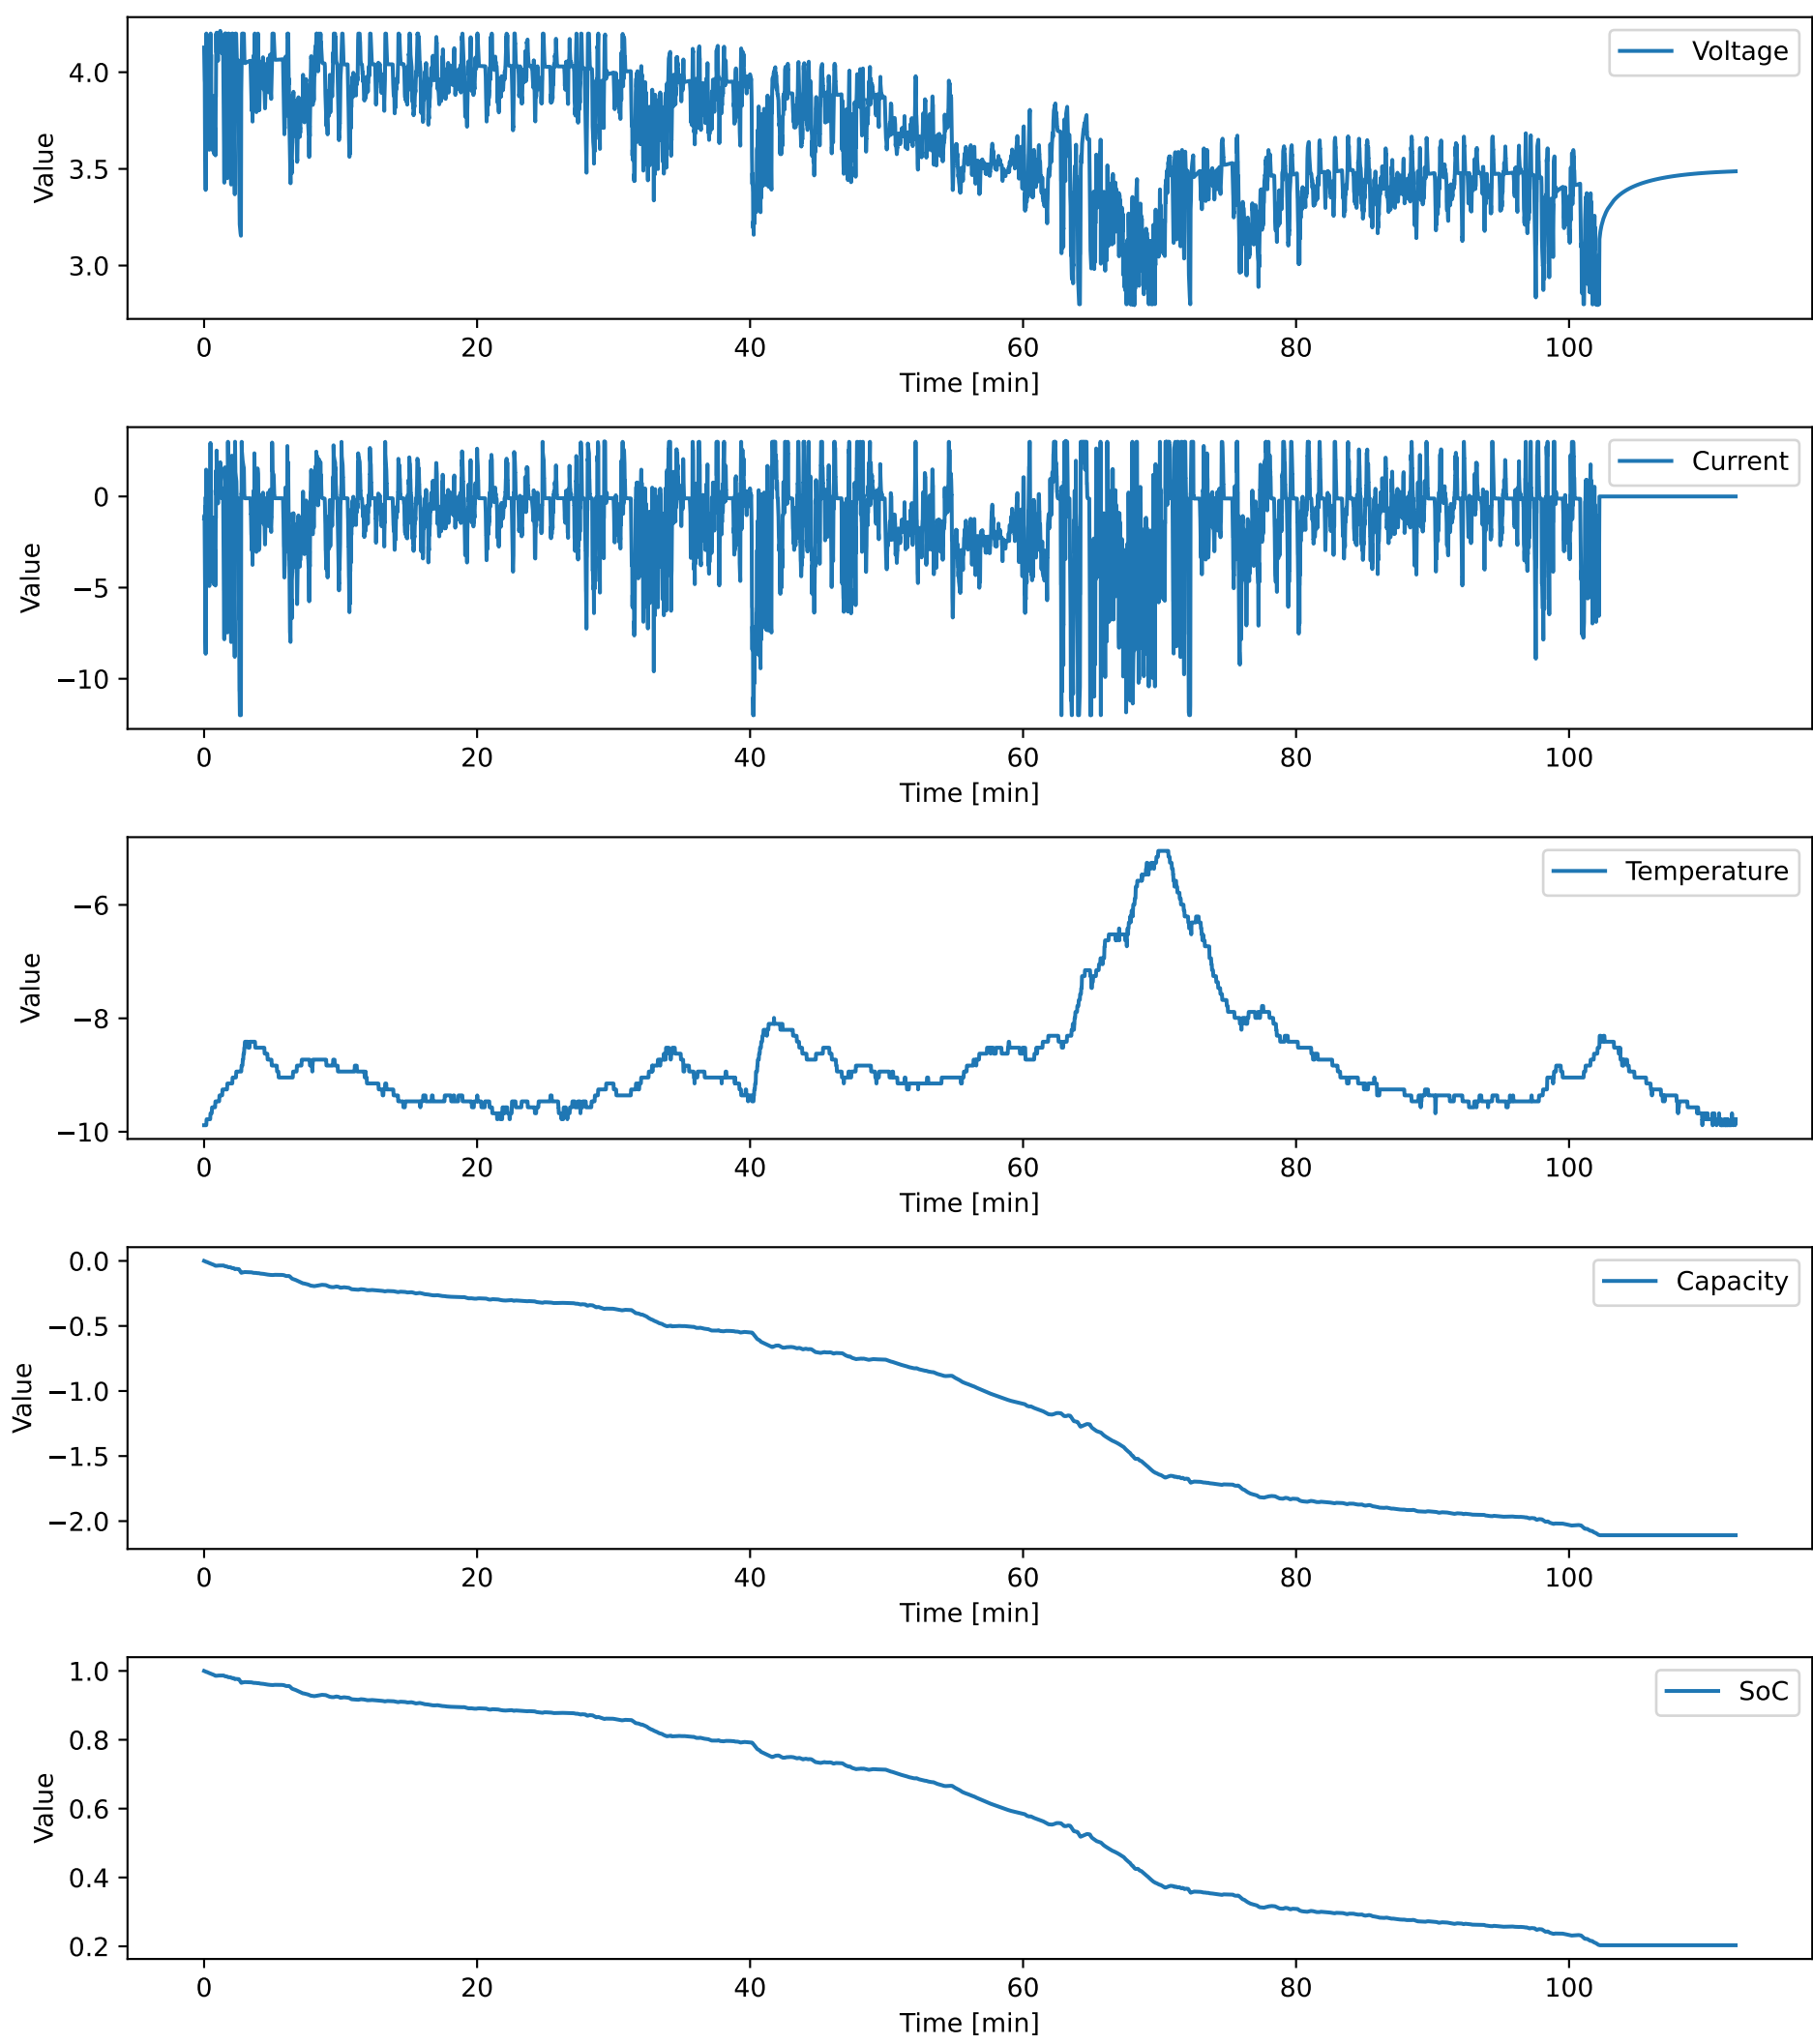 Voltage
4.0
3.5
3.0
Value
0 20 40 60 80 100
Time [min]
Current
0
−5
−10
Value
0 20 40 60 80 100
Time [min]
Temperature
−6
−8
−10
Value
0 20 40 60 80 100
Time [min]
Capacity
0.0
−0.5
−1.0
−1.5
−2.0
Value
0 20 40 60 80 100
Time [min]
SoC
1.0
0.8
0.6
0.4
0.2
Value
0 20 40 60 80 100
Time [min]